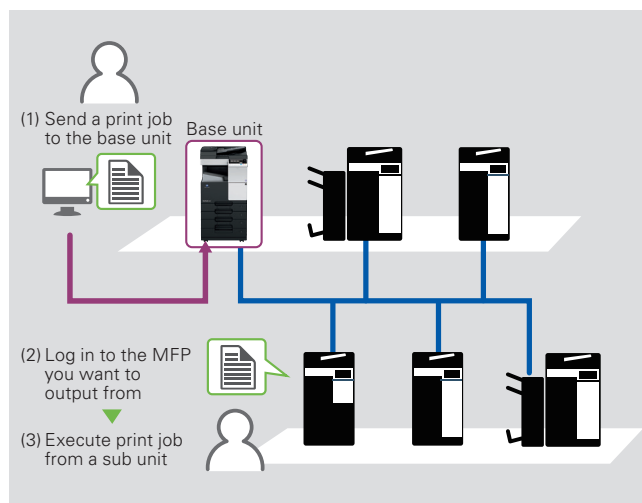 (1) Send a print job
to the base unit
Base unit
(2) Log in to the MFP
you want to
output from
(3) Execute print job
from a sub unit